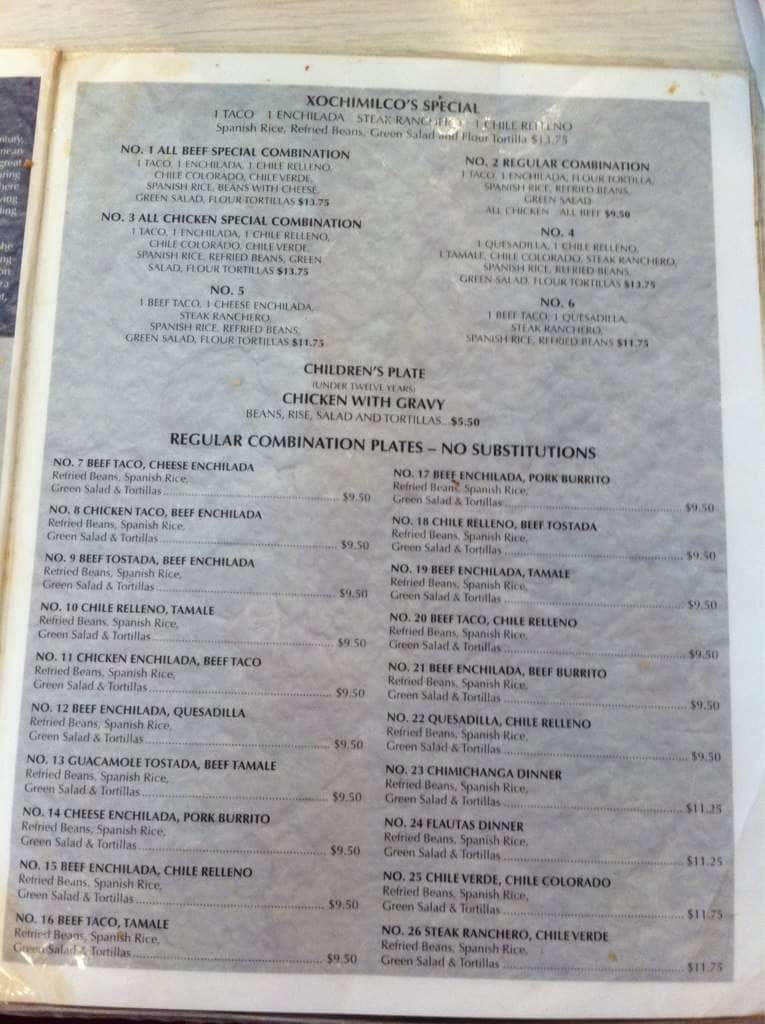 ntury,
mean
great
ring
here
ving
ding
he
ng
on
ra
t,
XOCHIMILCO'S SPECIAL
1 TACO 1 ENCHILADA STEAK RANCHERO 1 CHILE RELLENO
Spanish Rice, Refried Beans, Green Salad and Flour Tortilla $13.75
NO. 1 ALL BEEF SPECIAL COMBINATION
1 TACO, 1 ENCHILADA, 1 CHILE RELLENO,
CHILE COLORADO, CHILE VERDE,
SPANISH RICE, BEANS WITH CHEESE,
GREEN SALAD, FLOUR TORTILLAS $13.75
NO. 2 REGULAR COMBINATION
1 TACO, 1 ENCHILADA, FLOUR TORTILLA,
SPANISH RICE, REFRIED BEANS,
GREEN SALAD
ALL CHICKEN ALL BEEF $9.50
NO. 3 ALL CHICKEN SPECIAL COMBINATION
1 TACO, 1 ENCHILADA, 1 CHILE RELLENO,
CHILE COLORADO, CHILE VERDE,
SPANISH RICE, REFRIED BEANS, GREEN
SALAD, FLOUR TORTILLAS $13.75
NO. 4
1 QUESADILLA, 1 CHILE RELLENO,
1 TAMALE, CHILE COLORADO, STEAK RANCHERO,
SPANISH RICE, REFRIED BEANS,
GREEN SALAD, FLOUR TORTILLAS $13.75
NO. 5
1 BEEF TACO, 1 CHEESE ENCHILADA,
STEAK RANCHERO,
SPANISH RICE, REFRIED BEANS,
GREEN SALAD, FLOUR TORTILLAS $11.75
NO. 6
1 BEEF TACO, 1 QUESADILLA,
STEAK RANCHERO,
SPANISH RICE, REFRIED BEANS $11.75
CHILDREN'S PLATE
(UNDER TWELVE YEARS)
CHICKEN WITH GRAVY
BEANS, RISE, SALAD AND TORTILLAS.. $5.50
REGULAR COMBINATION PLATES – NO SUBSTITUTIONS
NO. 7 BEEF TACO, CHEESE ENCHILADA
Refried Beans, Spanish Rice,
Green Salad & Tortillas $9.50
NO. 8 CHICKEN TACO, BEEF ENCHILADA
Refried Beans, Spanish Rice,
Green Salad & Tortillas $9.50
NO. 9 BEEF TOSTADA, BEEF ENCHILADA
Refried Beans, Spanish Rice,
Green Salad & Tortillas $9.50
NO. 10 CHILE RELLENO, TAMALE
Refried Beans, Spanish Rice,
Green Salad & Tortillas $9.50
NO. 11 CHICKEN ENCHILADA, BEEF TACO
Refried Beans, Spanish Rice,
Green Salad & Tortillas $9.50
NO. 12 BEEF ENCHILADA, QUESADILLA
Refried Beans, Spanish Rice,
Green Salad & Tortillas $9.50
NO. 13 GUACAMOLE TOSTADA, BEEF TAMALE
Refried Beans, Spanish Rice,
Green Salad & Tortillas $9.50
NO. 14 CHEESE ENCHILADA, PORK BURRITO
Refried Beans, Spanish Rice,
Green Salad & Tortillas $9.50
NO. 15 BEEF ENCHILADA, CHILE RELLENO
Refried Beans, Spanish Rice,
Green Salad & Tortillas $9.50
NO. 16 BEEF TACO, TAMALE
Refried Beans, Spanish Rice,
Green Salad & Tortillas $9.50
NO. 17 BEEF ENCHILADA, PORK BURRITO
Refried Beans, Spanish Rice,
Green Salad & Tortillas $9.50
NO. 18 CHILE RELLENO, BEEF TOSTADA
Refried Beans, Spanish Rice,
Green Salad & Tortillas $9.50
NO. 19 BEEF ENCHILADA, TAMALE
Refried Beans, Spanish Rice,
Green Salad & Tortillas $9.50
NO. 20 BEEF TACO, CHILE RELLENO
Refried Beans, Spanish Rice,
Green Salad & Tortillas $9.50
NO. 21 BEEF ENCHILADA, BEEF BURRITO
Refried Beans, Spanish Rice,
Green Salad & Tortillas $9.50
NO. 22 QUESADILLA, CHILE RELLENO
Refried Beans, Spanish Rice,
Green Salad & Tortillas $9.50
NO. 23 CHIMICHANGA DINNER
Refried Beans, Spanish Rice,
Green Salad & Tortillas $11.25
NO. 24 FLAUTAS DINNER
Refried Beans, Spanish Rice,
Green Salad & Tortillas $11.25
NO. 25 CHILE VERDE, CHILE COLORADO
Refried Beans, Spanish Rice,
Green Salad & Tortillas $11.75
NO. 26 STEAK RANCHERO, CHILE VERDE
Refried Beans, Spanish Rice,
Green Salad & Tortillas $11.75